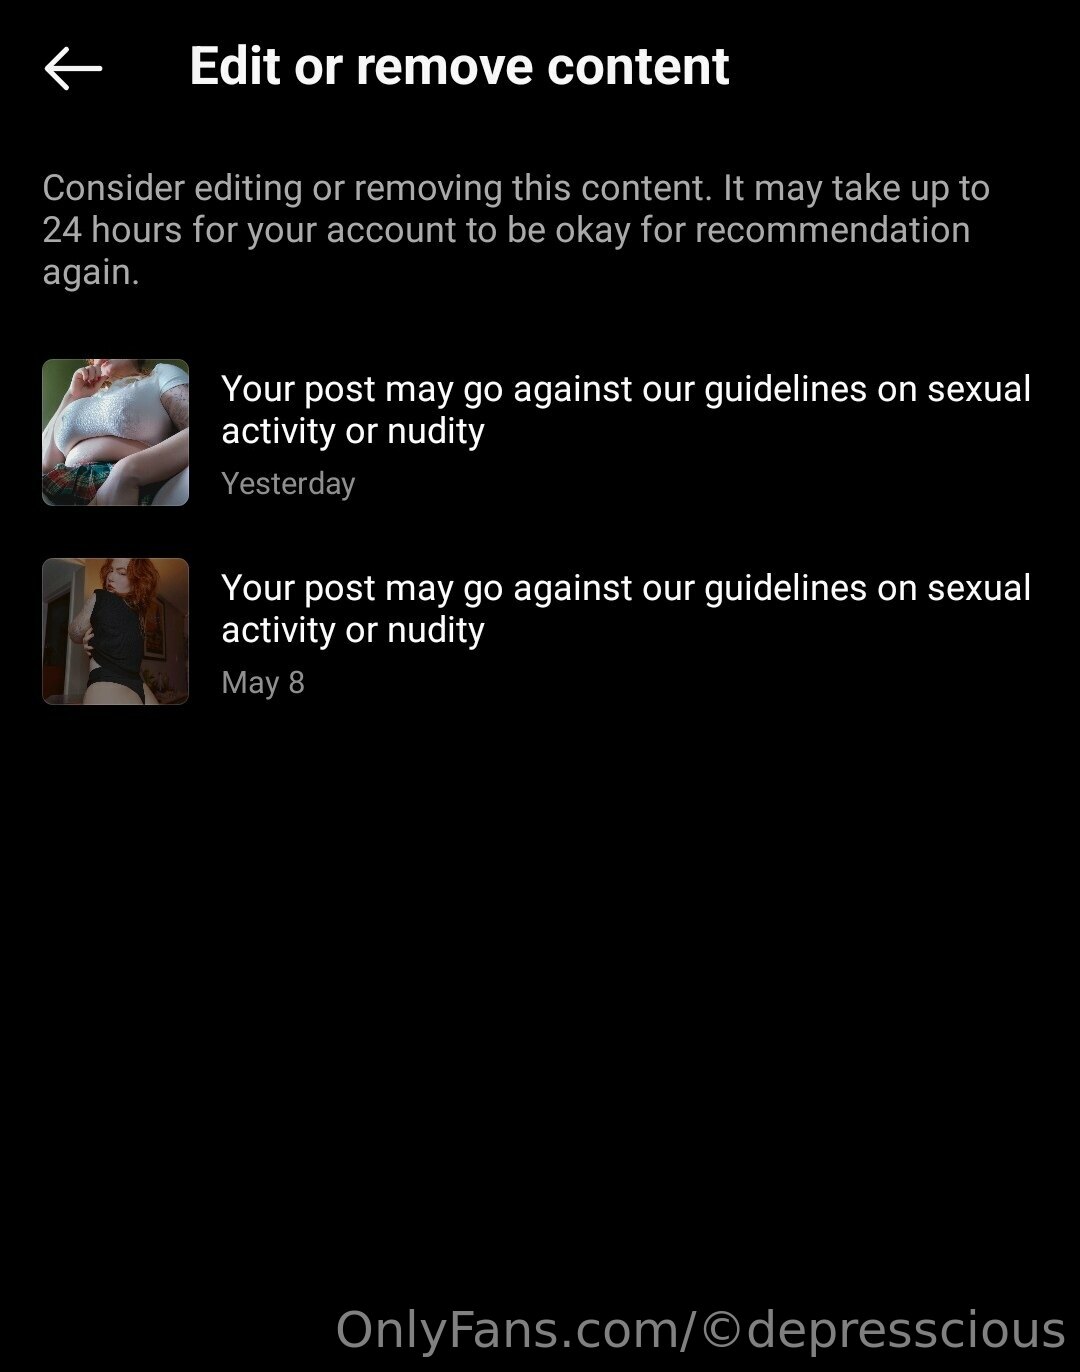 Edit or remove content
Consider editing or removing this content. It may take up to
24 hours for your account to be okay for recommendation
again.
Your post may go against our guidelines on sexual
activity or nudity
Yesterday
Your post may go against our guidelines on sexual
activity or nudity
May 8
OnlyFans.com/©depresscious